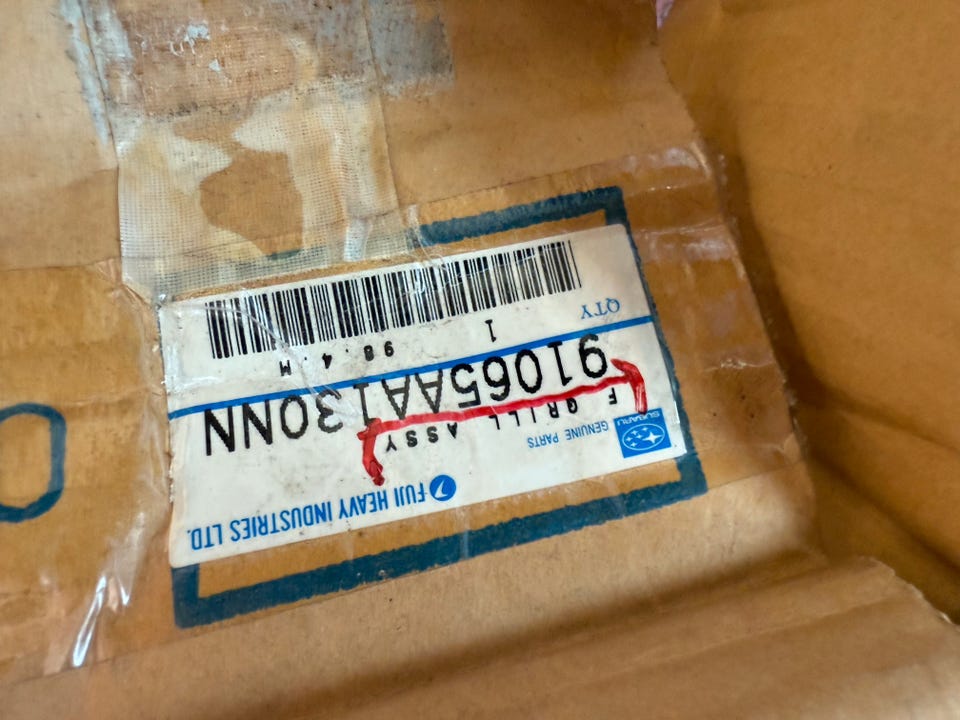 FUJI HEAVY INDUSTRIES LTD.
SUBARU
GENUINE PARTS
F GRILL ASSY
91065AA130NN
QTY
1
98.4.M